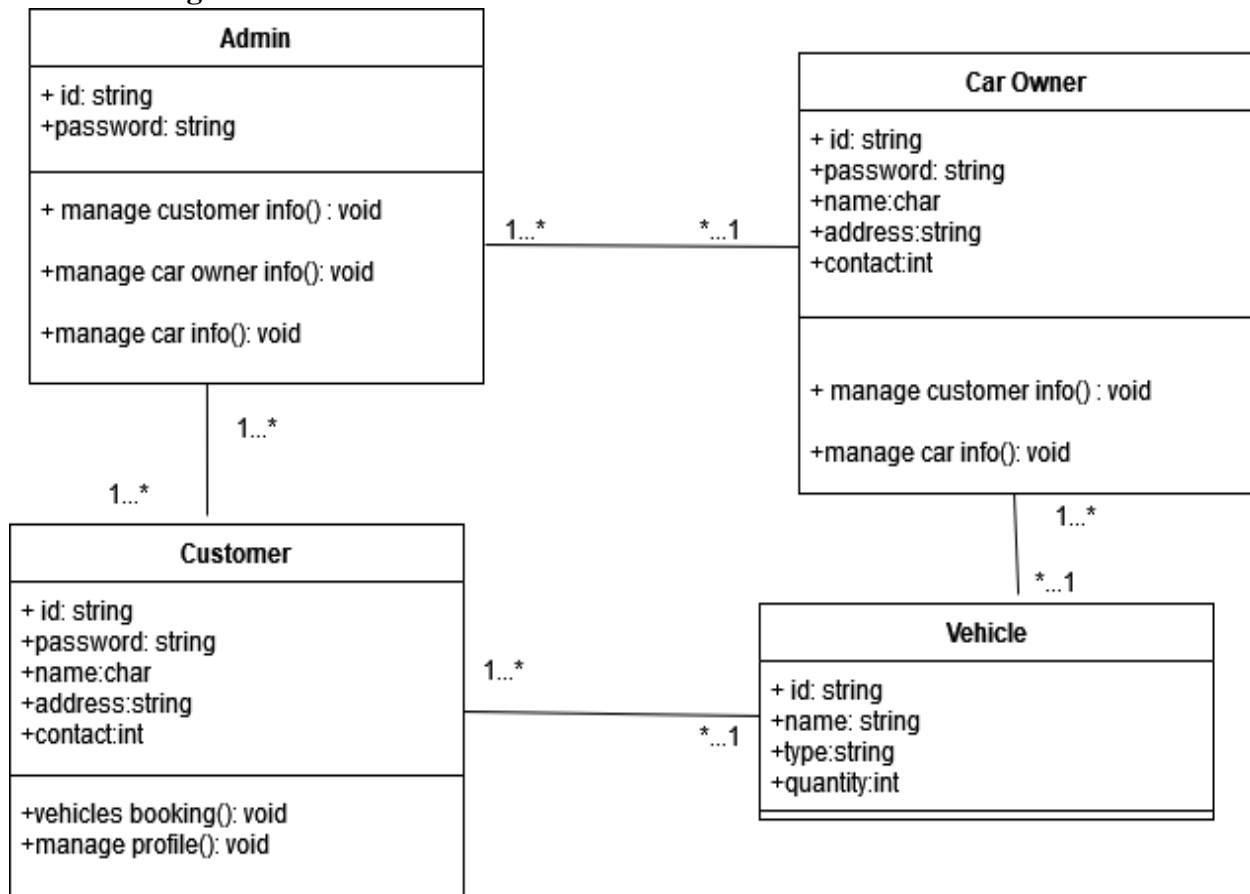 Admin
+ id: string
+password: string
+ manage customer info() : void
+manage car owner info(): void
+manage car info(): void
Car Owner
+ id: string
+password: string
+name:char
+address:string
+contact:int
+ manage customer info() : void
+manage car info(): void
1...*
*...1
1...*
1...*
1...*
*...1
Customer
+ id: string
+password: string
+name:char
+address:string
+contact:int
+vehicles booking(): void
+manage profile(): void
1...*
*...1
Vehicle
+ id: string
+name: string
+type:string
+quantity:int